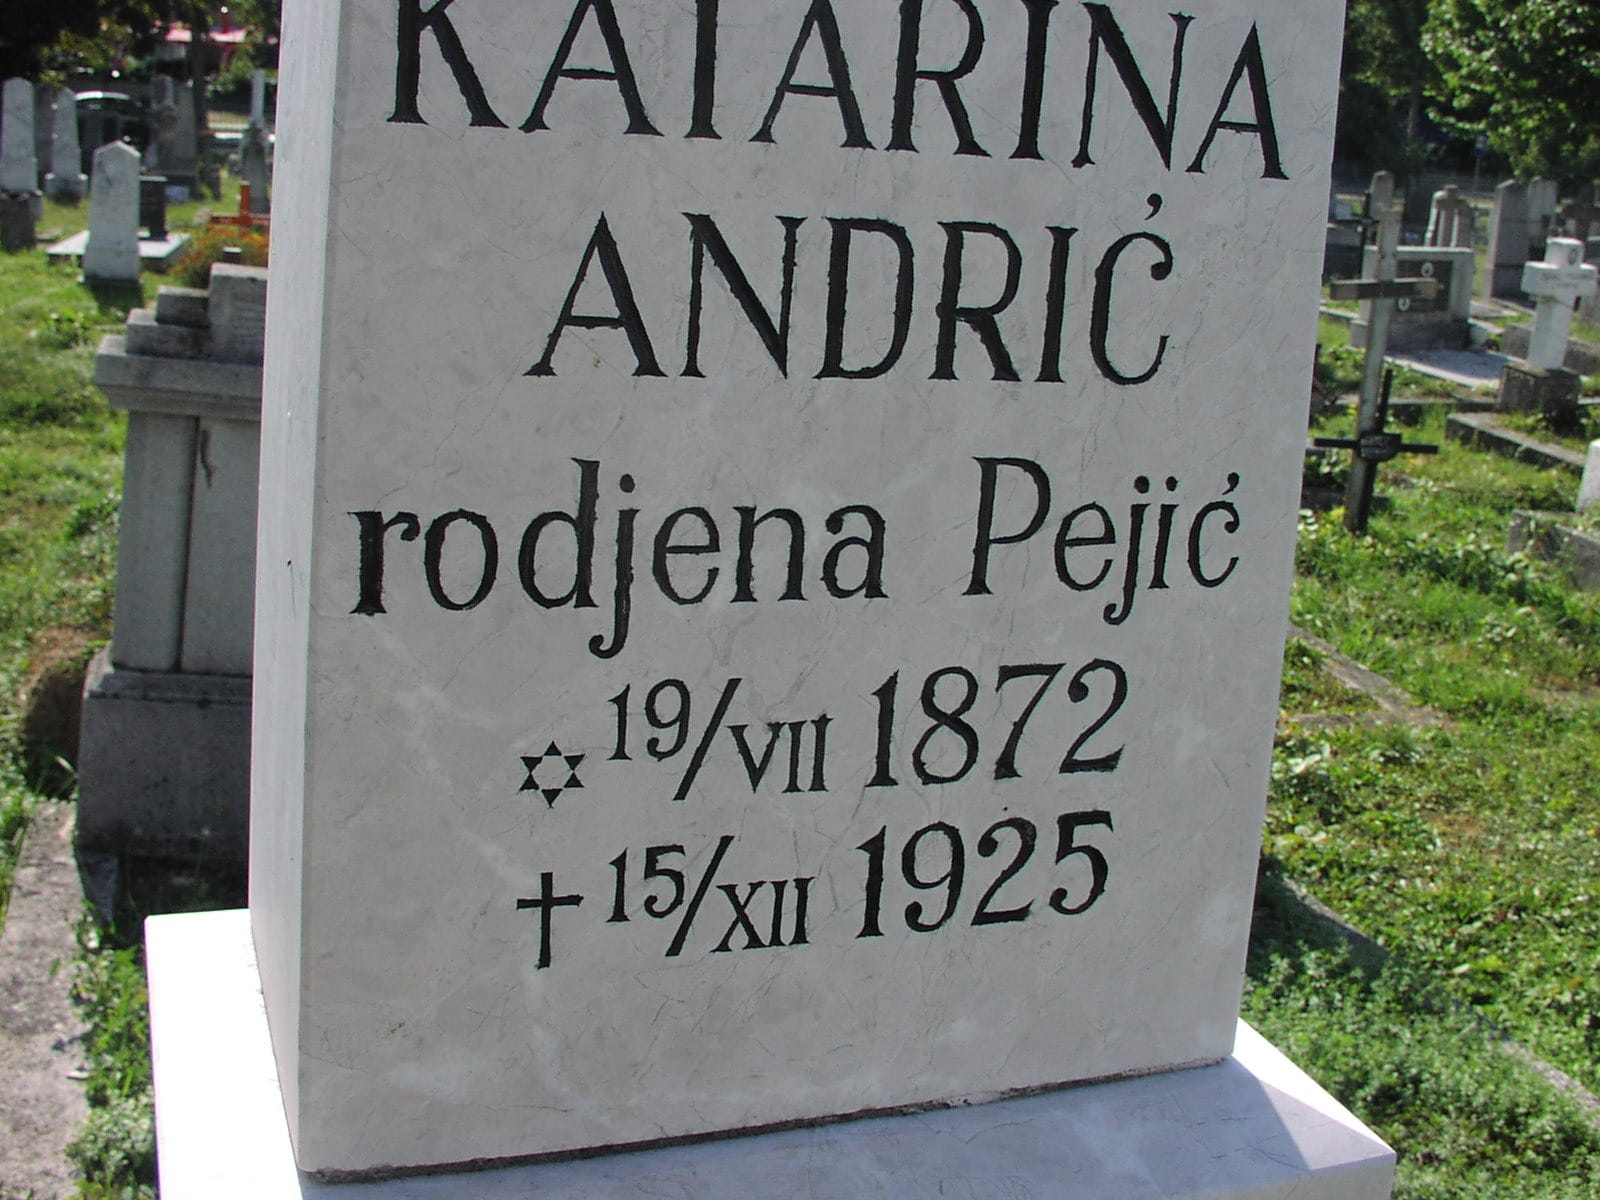 KATARINA
ANDRIĆ
rodjena Pejić
✡ 19/VII 1872
✝ 15/XII 1925